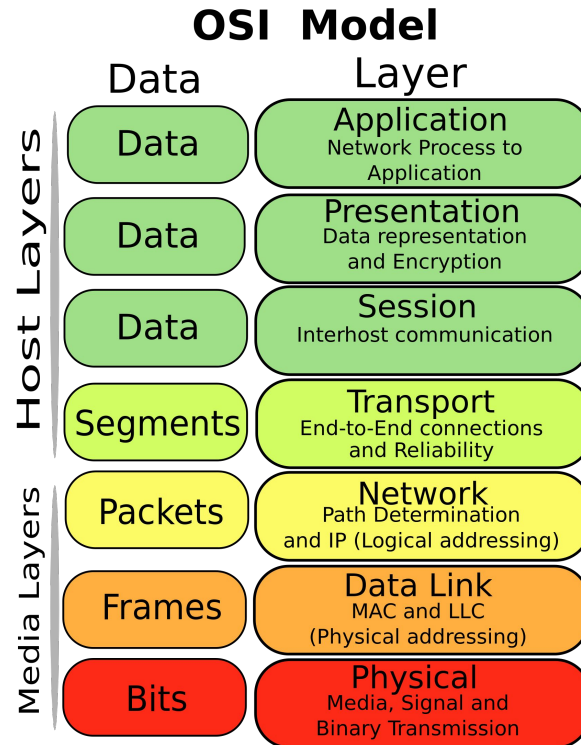 OSI Model
Data
Layer
Host Layers
Data
Application
Network Process to
Application
Data
Presentation
Data representation
and Encryption
Data
Session
Interhost communication
Segments
Transport
End-to-End connections
and Reliability
Media Layers
Packets
Network
Path Determination
and IP (Logical addressing)
Frames
Data Link
MAC and LLC
(Physical addressing)
Bits
Physical
Media, Signal and
Binary Transmission